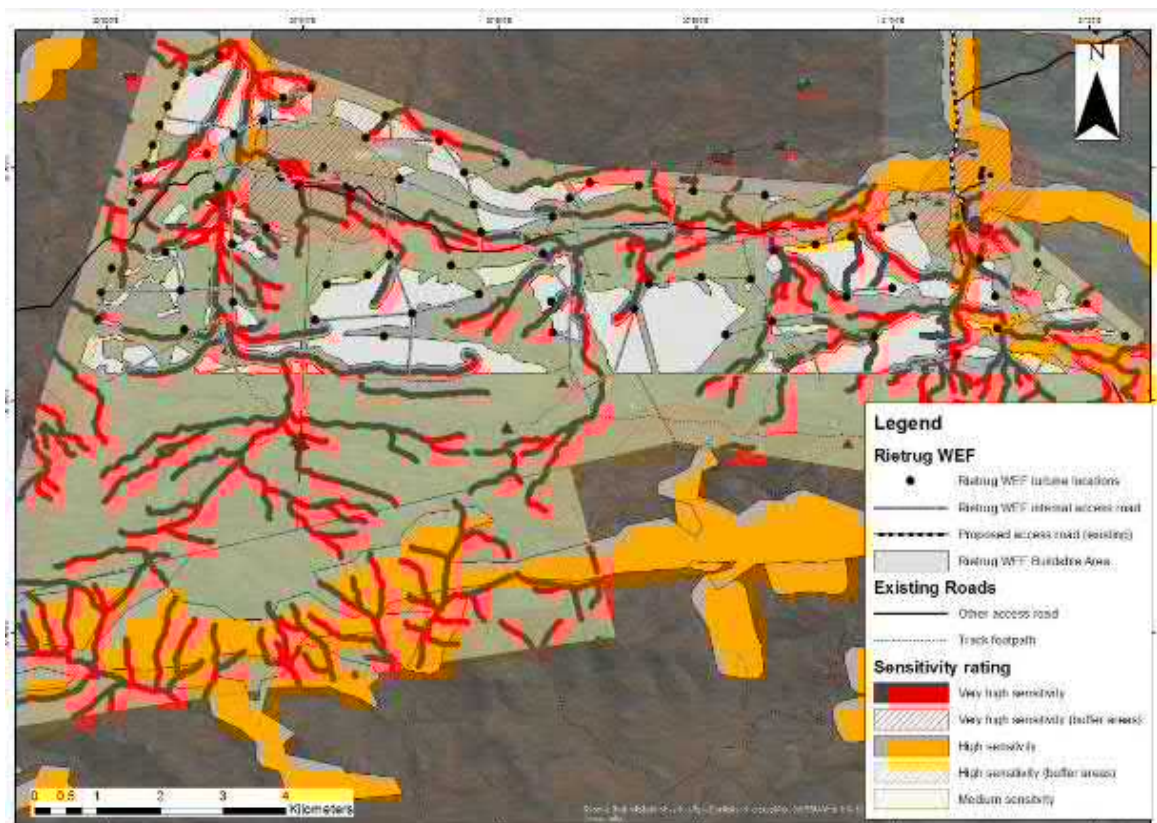 N
Legend
Rietrug WEF
Rietrug WEF turbine locations
Rietrug WEF internal access road
Proposed access road (existing)
Rietrug WEF Buildable Area
Existing Roads
Other access road
Track footpath
Sensitivity rating
Very high sensitivity
Very high sensitivity (buffer areas)
High sensitivity
High sensitivity (buffer areas)
Medium sensitivity
0 0.5 1 2 3 4
Kilometers